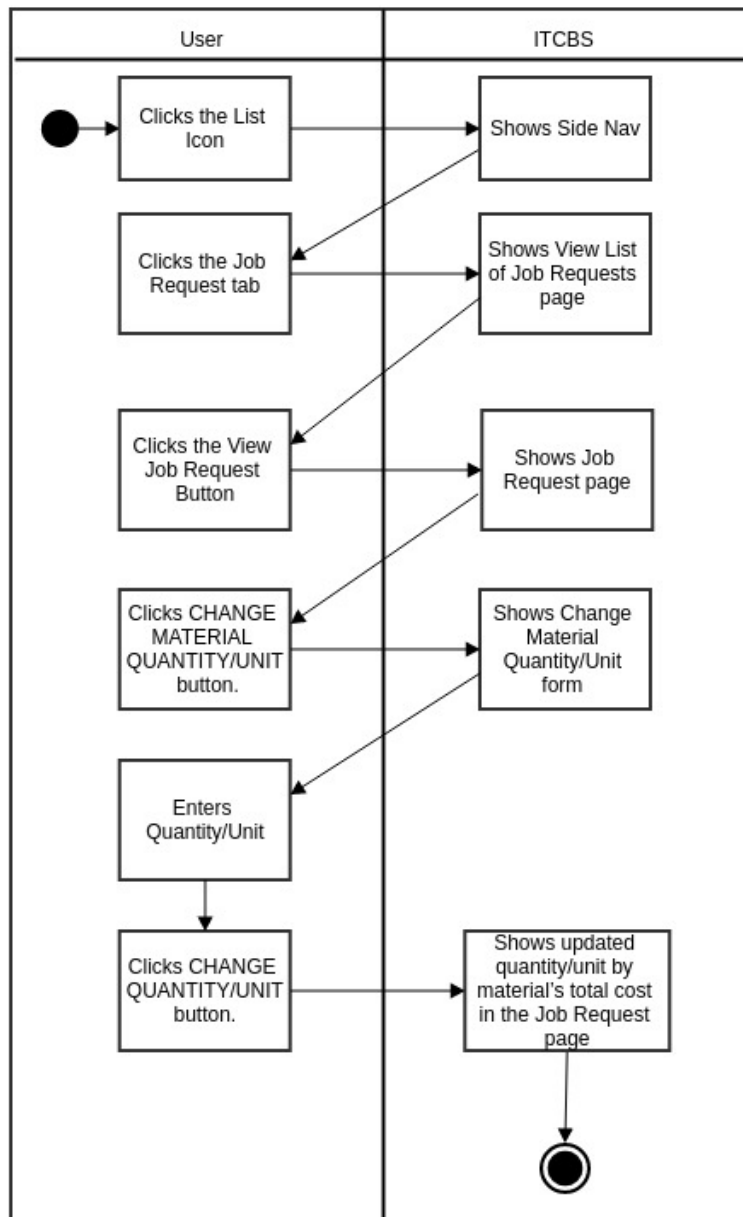 User
ITCBS
Clicks the List
Icon
Shows Side Nav
Clicks the Job
Request tab
Shows View List
of Job Requests
page
Clicks the View
Job Request
Button
Shows Job
Request page
Clicks CHANGE
MATERIAL
QUANTITY/UNIT
button.
Shows Change
Material
Quantity/Unit
form
Enters
Quantity/Unit
Clicks CHANGE
QUANTITY/UNIT
button.
Shows updated
quantity/unit by
material's total cost
in the Job Request
page